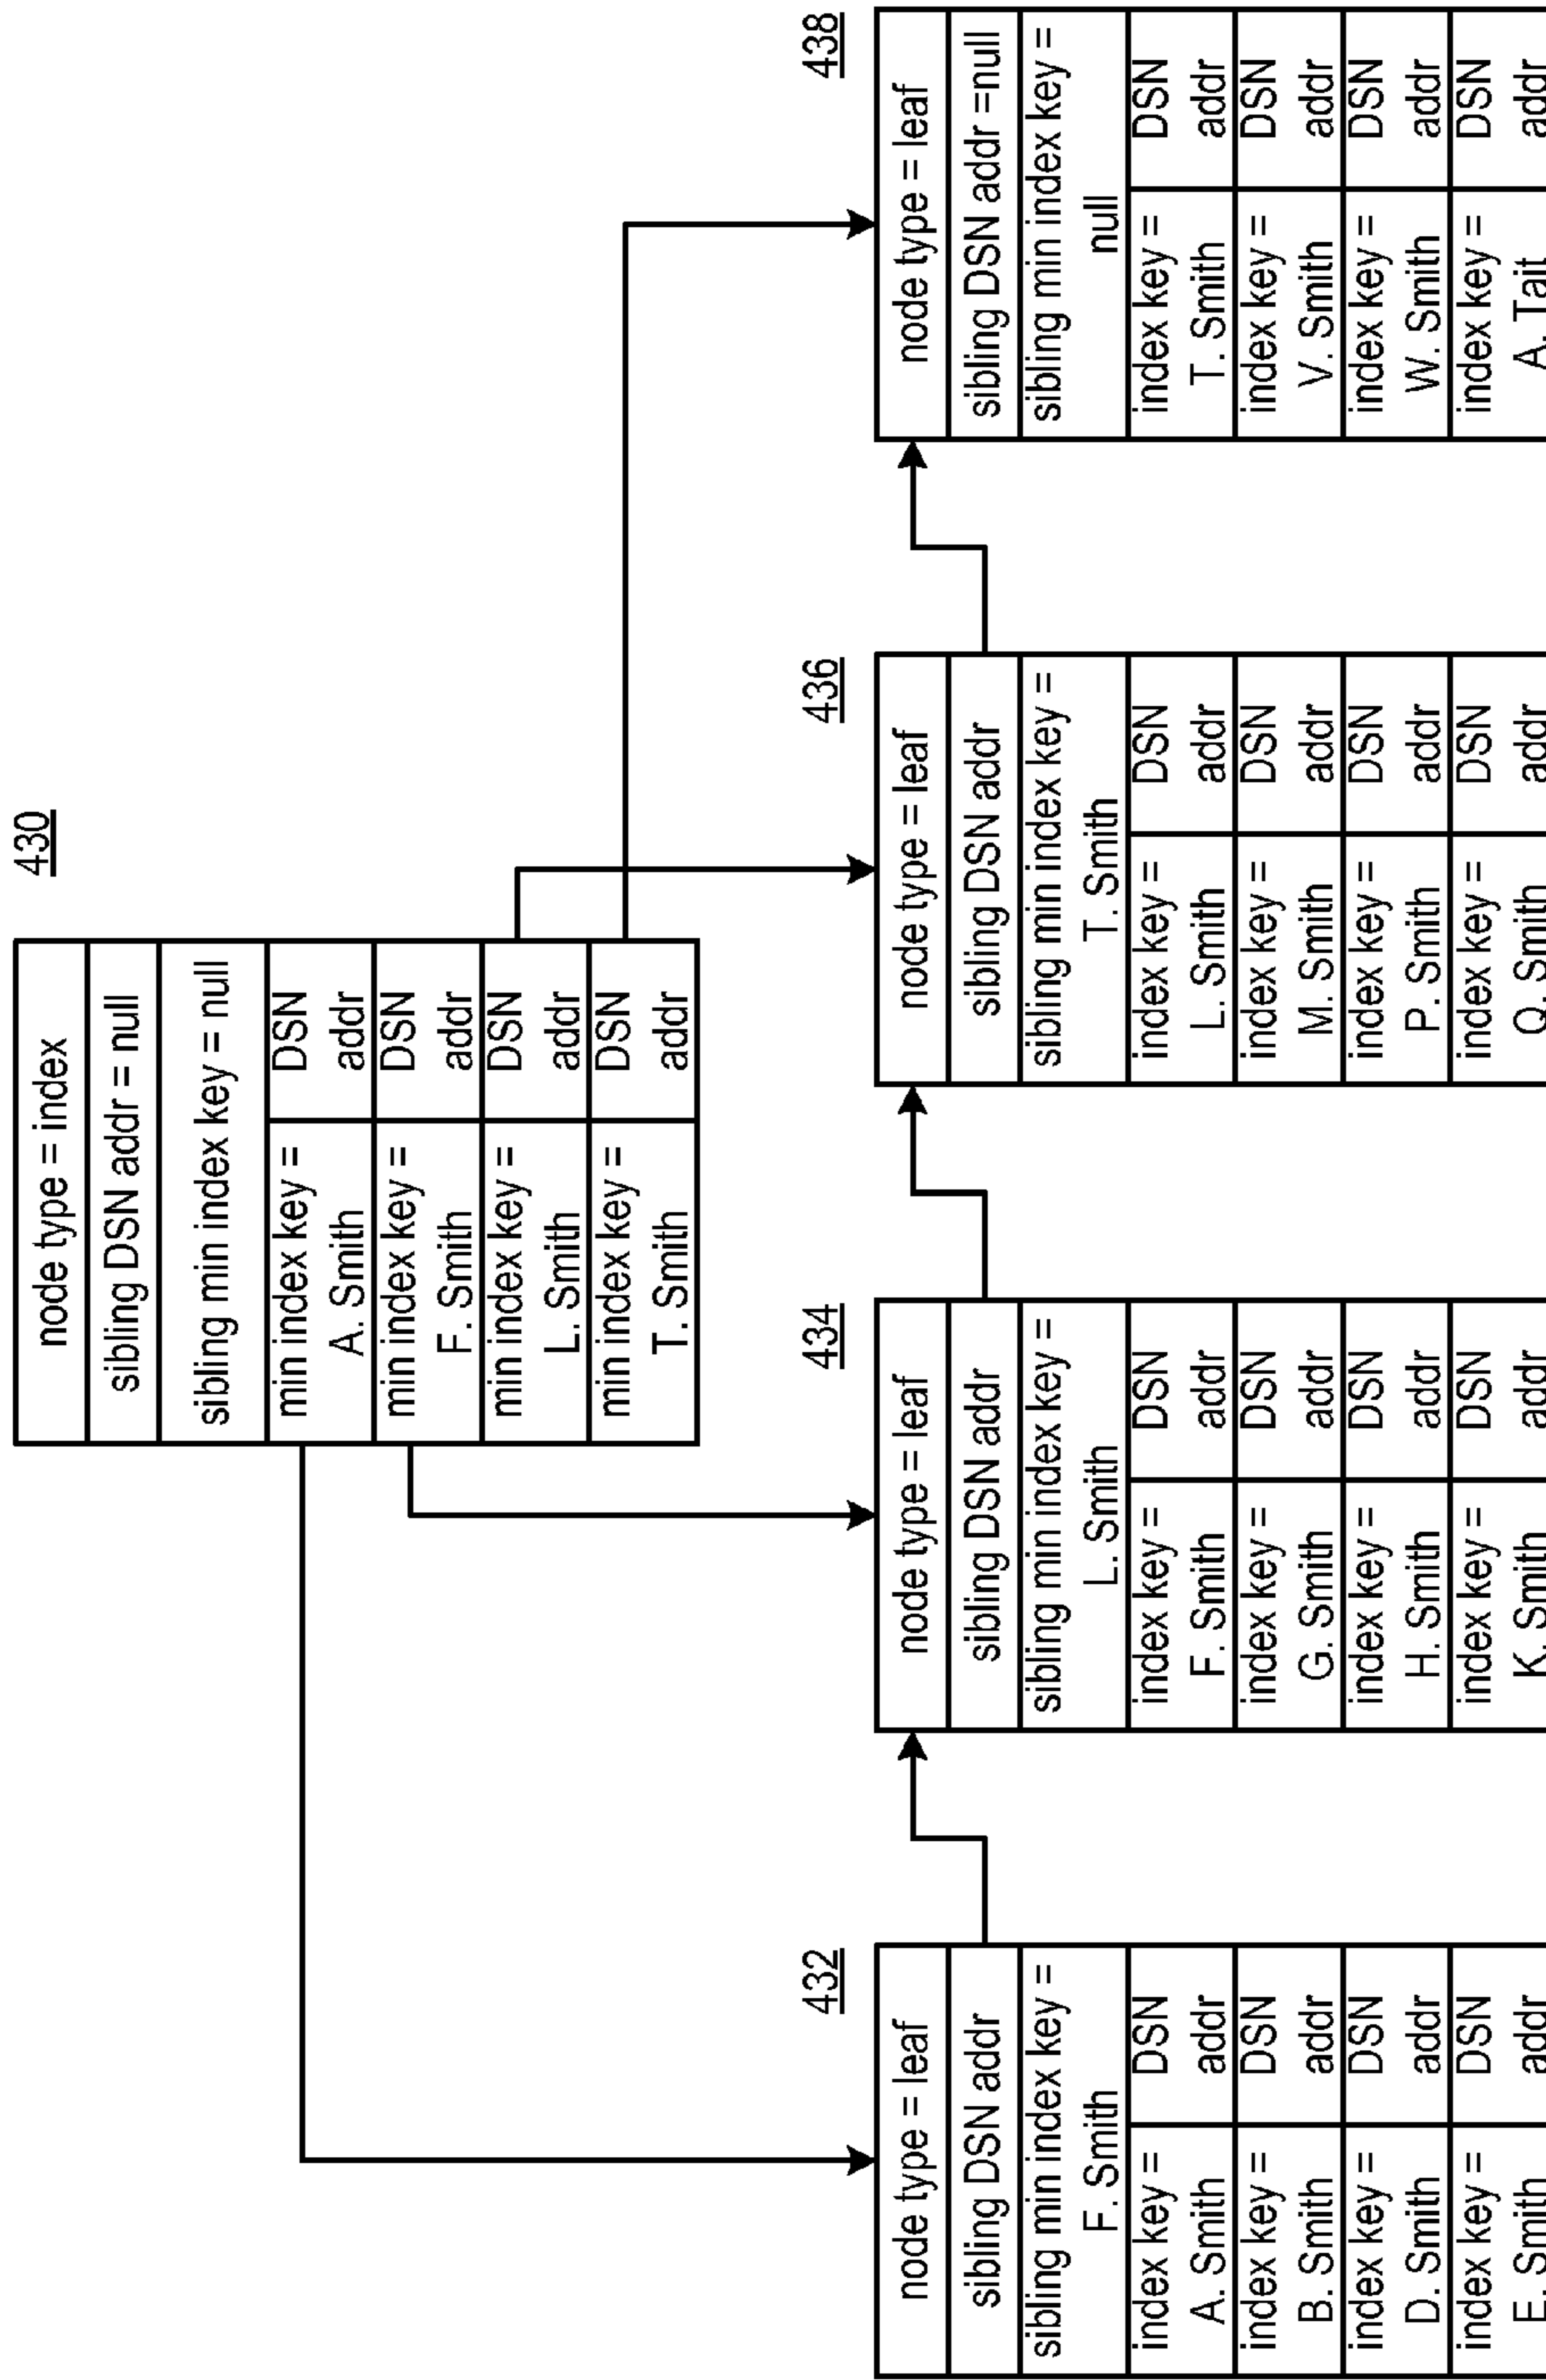 430
node type = index
sibling DSN addr = null
sibling min index key = null
min index key = DSN
A. Smith addr
min index key = DSN
F. Smith addr
min index key = DSN
L. Smith addr
min index key = DSN
T. Smith addr
432
node type = leaf
sibling DSN addr
sibling min index key =
F. Smith
index key = DSN
A. Smith addr
index key = DSN
B. Smith addr
index key = DSN
D. Smith addr
index key = DSN
E. Smith addr
434
node type = leaf
sibling DSN addr
sibling min index key =
L. Smith
index key = DSN
F. Smith addr
index key = DSN
G. Smith addr
index key = DSN
H. Smith addr
index key = DSN
K. Smith addr
436
node type = leaf
sibling DSN addr
sibling min index key =
T. Smith
index key = DSN
L. Smith addr
index key = DSN
M. Smith addr
index key = DSN
P. Smith addr
index key = DSN
Q. Smith addr
438
node type = leaf
sibling DSN addr =null
sibling min index key =
null
index key = DSN
T. Smith addr
index key = DSN
V. Smith addr
index key = DSN
W. Smith addr
index key = DSN
A. Tait addr